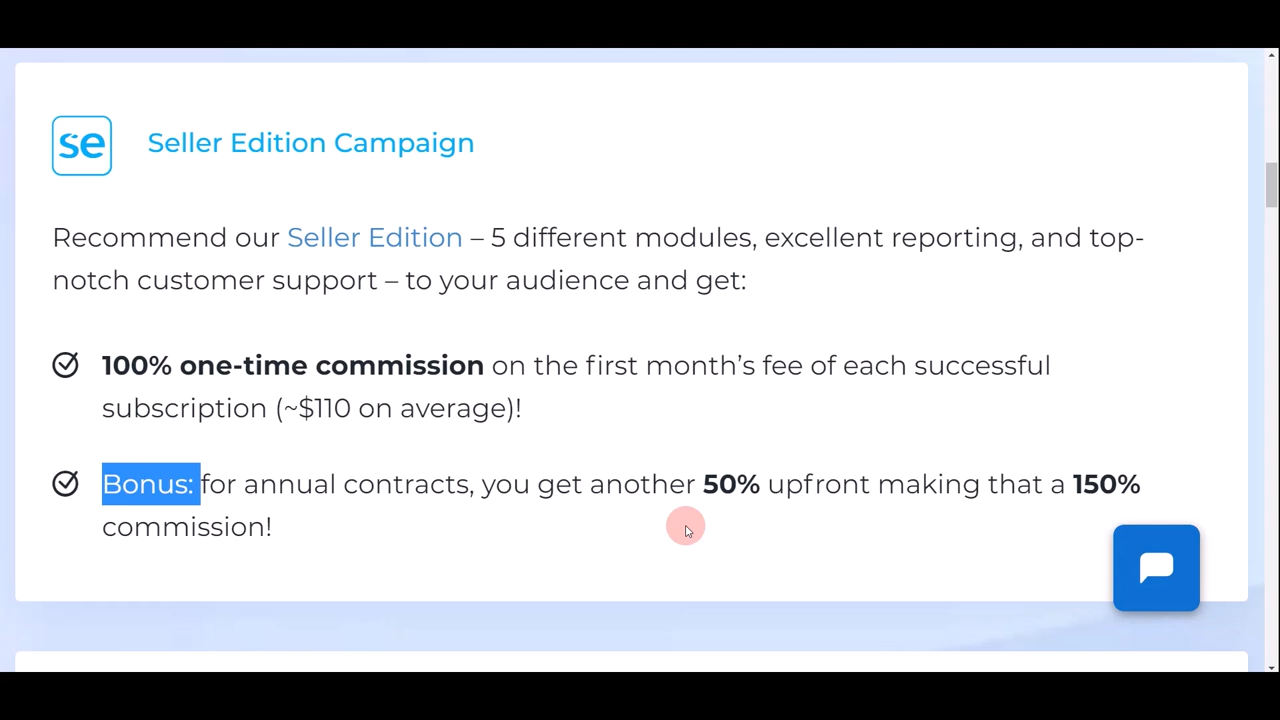 se
Seller Edition Campaign
Recommend our Seller Edition – 5 different modules, excellent reporting, and top-
notch customer support – to your audience and get:
100% one-time commission on the first month’s fee of each successful
subscription (~$110 on average)!
Bonus: for annual contracts, you get another 50% upfront making that a 150%
commission!